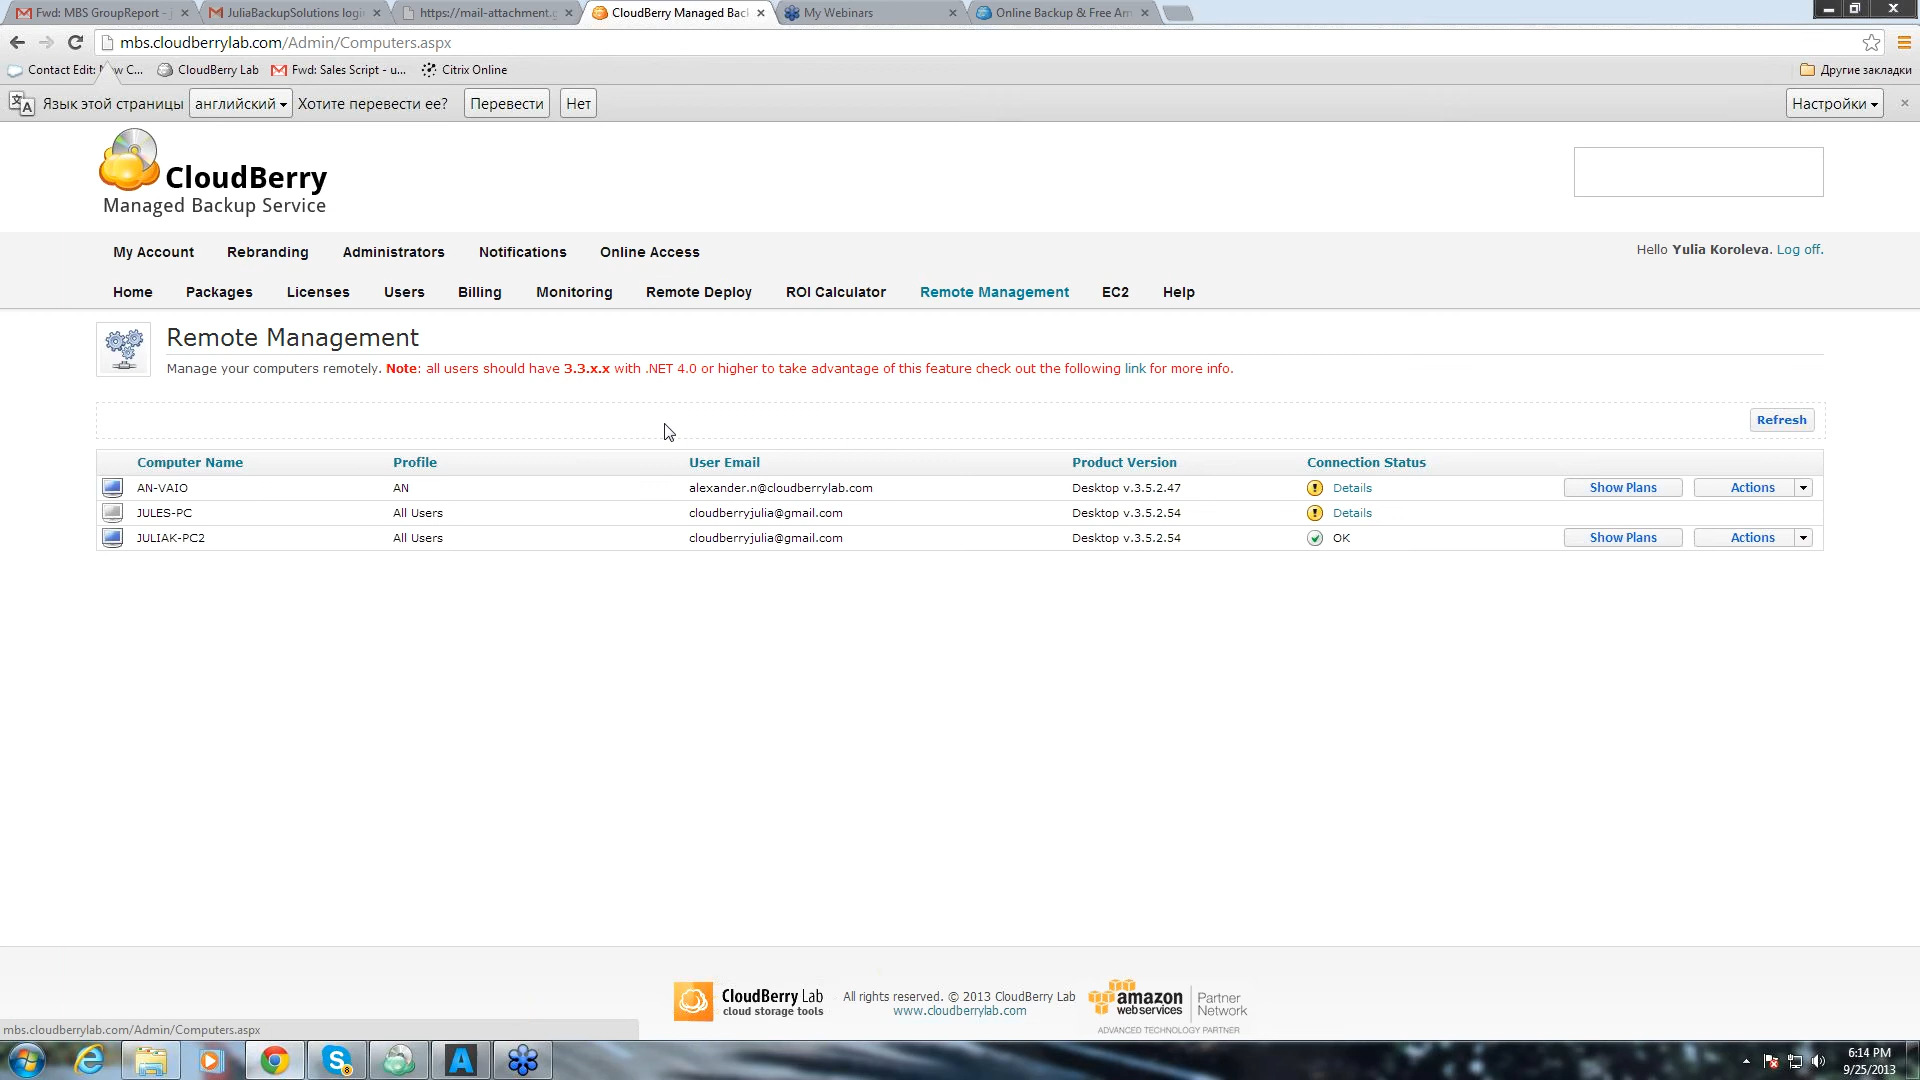 Fwd: MBS GroupReport - j
JuliaBackupSolutions logi
https://mail-attachment.g
CloudBerry Managed Bac
My Webinars
Online Backup & Free Am
mbs.cloudberrylab.com/Admin/Computers.aspx
CloudBerry Lab
Fwd: Sales Script - u...
Citrix Online
Другие закладки
Язык этой страницы
английский
Хотите перевести ее?
Перевести
Нет
Настройки
CloudBerry
Managed Backup Service
My Account
Rebranding
Administrators
Notifications
Online Access
Hello Yulia Koroleva. Log off.
Home
Packages
Licenses
Users
Billing
Monitoring
Remote Deploy
ROI Calculator
Remote Management
EC2
Help
Remote Management
Manage your computers remotely. Note: all users should have 3.3.x.x with .NET 4.0 or higher to take advantage of this feature check out the following link for more info.
Refresh
Computer Name Profile User Email Product Version Connection Status
AN-VAIO AN alexander.n@cloudberrylab.com Desktop v.3.5.2.47 Details Show Plans Actions
JULES-PC All Users cloudberryjulia@gmail.com Desktop v.3.5.2.54 Details
JULIAK-PC2 All Users cloudberryjulia@gmail.com Desktop v.3.5.2.54 OK Show Plans Actions
CloudBerry Lab
cloud storage tools
All rights reserved. © 2013 CloudBerry Lab
www.cloudberrylab.com
amazon
webservices
Partner
Network
ADVANCED TECHNOLOGY PARTNER
mbs.cloudberrylab.com/Admin/Computers.aspx
6:14 PM
9/25/2013